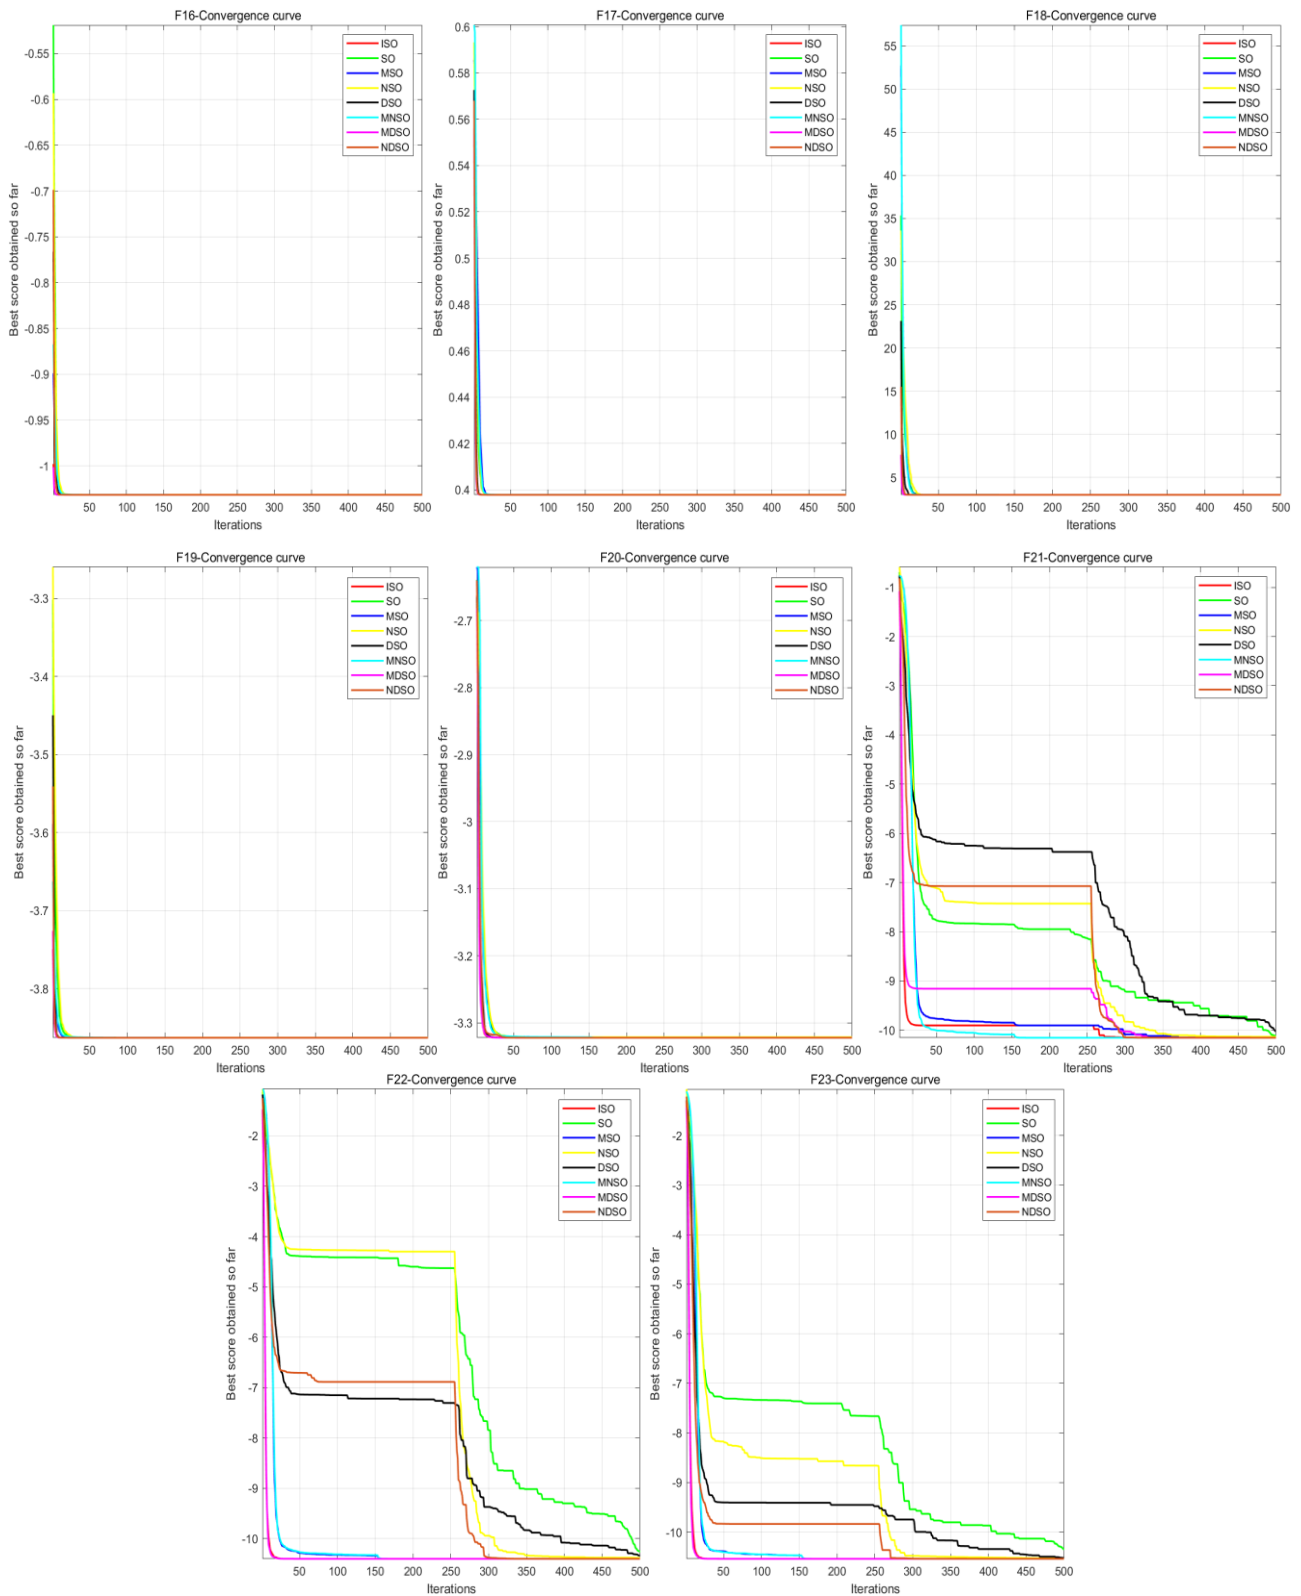 F16-Convergence curve
Best score obtained so far
-0.55
-0.6
-0.65
-0.7
-0.75
-0.8
-0.85
-0.9
-0.95
-1
ISO
SO
MSO
NSO
DSO
MNSO
MDSO
NDSO
50 100 150 200 250 300 350 400 450 500
Iterations
F17-Convergence curve
Best score obtained so far
0.6
0.58
0.56
0.54
0.52
0.5
0.48
0.46
0.44
0.42
0.4
ISO
SO
MSO
NSO
DSO
MNSO
MDSO
NDSO
50 100 150 200 250 300 350 400 450 500
Iterations
F18-Convergence curve
Best score obtained so far
55
50
45
40
35
30
25
20
15
10
5
ISO
SO
MSO
NSO
DSO
MNSO
MDSO
NDSO
50 100 150 200 250 300 350 400 450 500
Iterations
F19-Convergence curve
Best score obtained so far
-3.3
-3.4
-3.5
-3.6
-3.7
-3.8
ISO
SO
MSO
NSO
DSO
MNSO
MDSO
NDSO
50 100 150 200 250 300 350 400 450 500
Iterations
F20-Convergence curve
Best score obtained so far
-2.7
-2.8
-2.9
-3
-3.1
-3.2
-3.3
ISO
SO
MSO
NSO
DSO
MNSO
MDSO
NDSO
50 100 150 200 250 300 350 400 450 500
Iterations
F21-Convergence curve
Best score obtained so far
-1
-2
-3
-4
-5
-6
-7
-8
-9
-10
ISO
SO
MSO
NSO
DSO
MNSO
MDSO
NDSO
50 100 150 200 250 300 350 400 450 500
Iterations
F22-Convergence curve
Best score obtained so far
-2
-3
-4
-5
-6
-7
-8
-9
-10
ISO
SO
MSO
NSO
DSO
MNSO
MDSO
NDSO
50 100 150 200 250 300 350 400 450 500
Iterations
F23-Convergence curve
Best score obtained so far
-2
-3
-4
-5
-6
-7
-8
-9
-10
ISO
SO
MSO
NSO
DSO
MNSO
MDSO
NDSO
50 100 150 200 250 300 350 400 450 500
Iterations